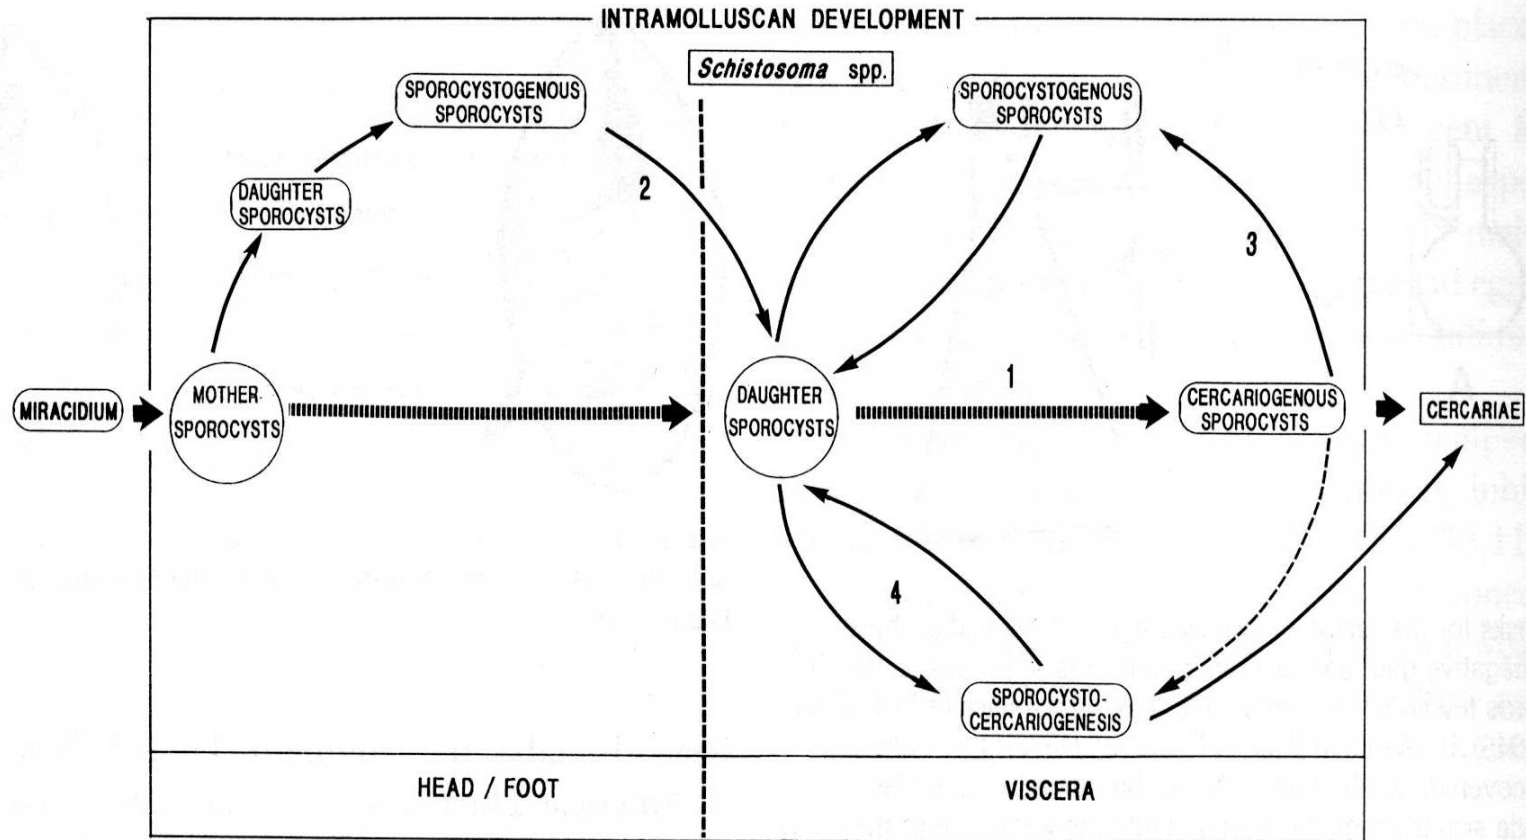 INTRAMOLLUSCAN DEVELOPMENT
Schistosoma spp.
SPOROCYSTOGENOUS
SPOROCYSTS
SPOROCYSTOGENOUS
SPOROCYSTS
DAUGHTER
SPOROCYSTS
2
3
MIRACIDIUM
MOTHER
SPOROCYSTS
DAUGHTER
SPOROCYSTS
1
CERCARIOGENOUS
SPOROCYSTS
CERCARIAE
4
SPOROCYSTO-
CERCARIOGENESIS
HEAD / FOOT
VISCERA